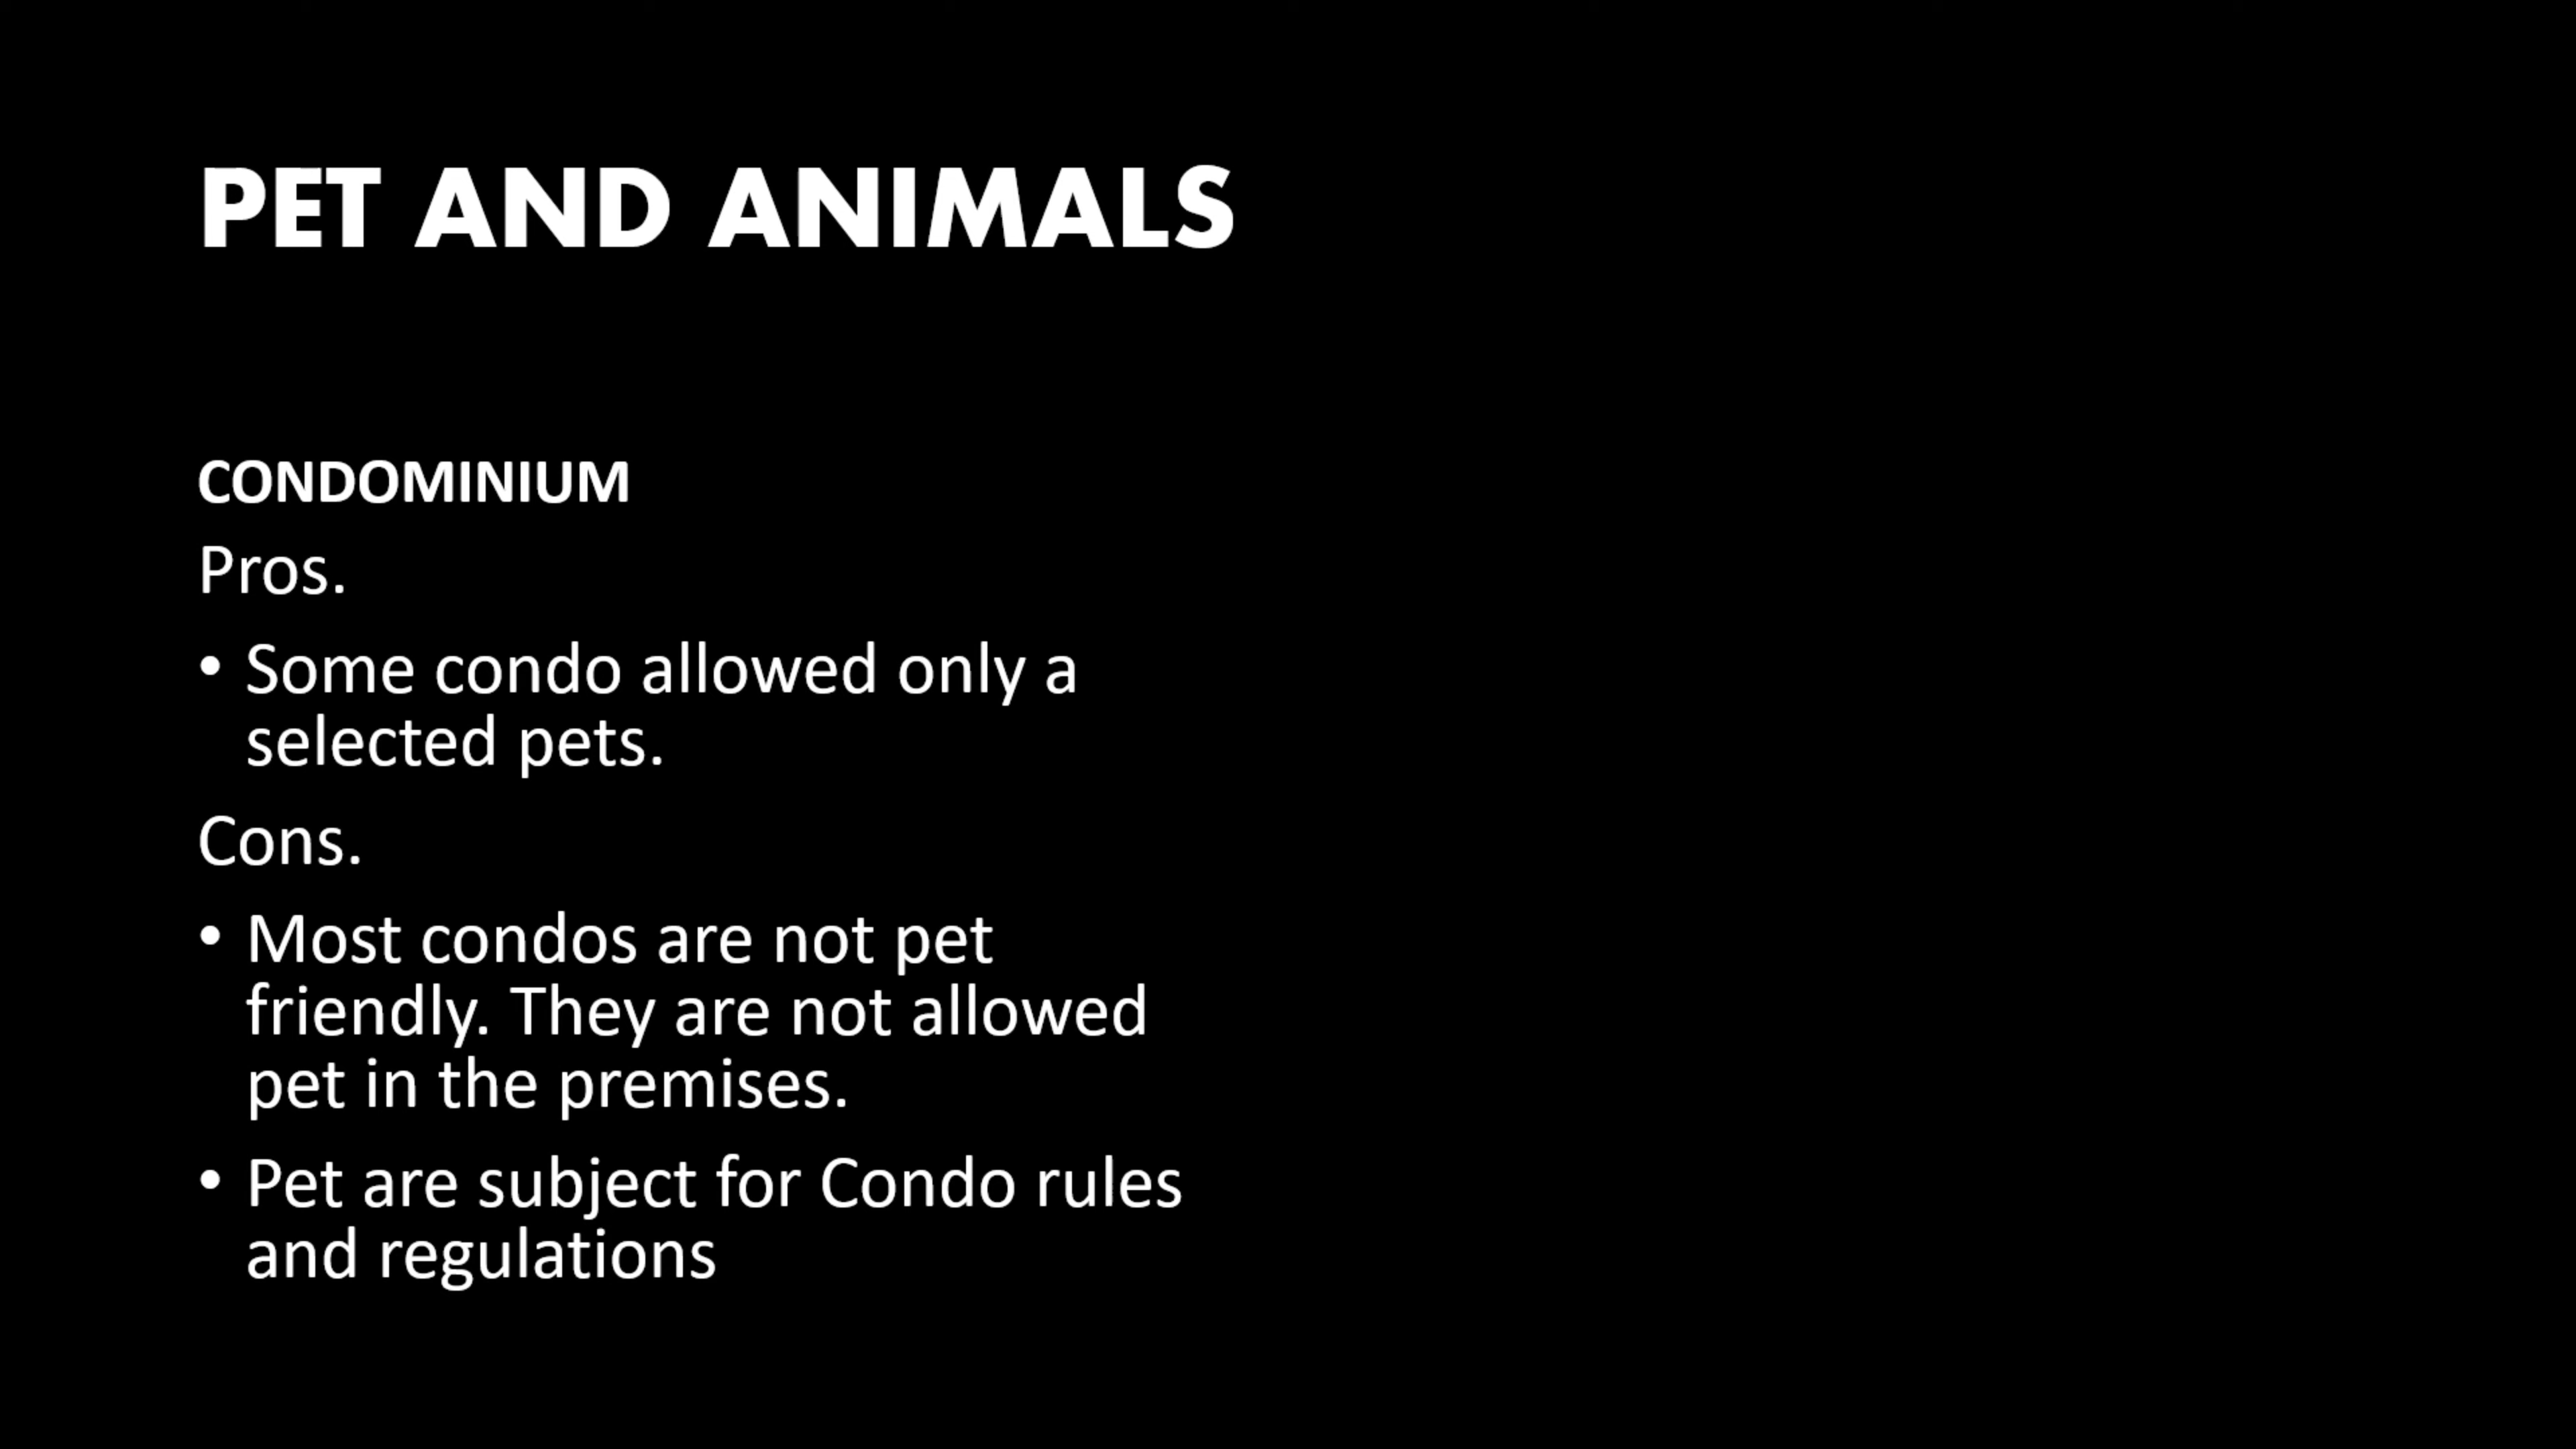 PET AND ANIMALS
CONDOMINIUM
Pros.
• Some condo allowed only a
selected pets.
Cons.
• Most condos are not pet
friendly. They are not allowed
pet in the premises.
• Pet are subject for Condo rules
and regulations